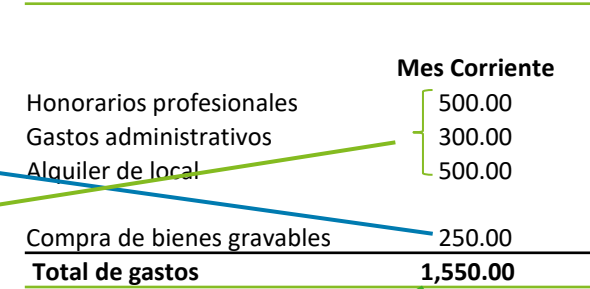 Mes Corriente
Honorarios profesionales 500.00
Gastos administrativos 300.00
Alquiler de local 500.00
Compra de bienes gravables 250.00
Total de gastos 1,550.00